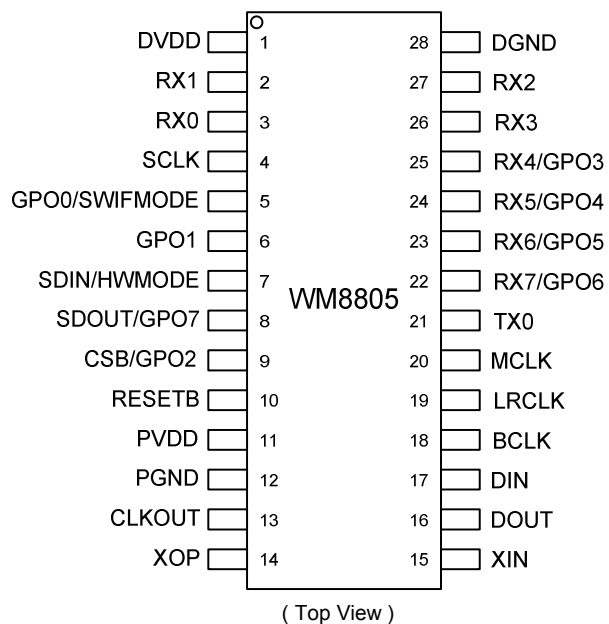 DVDD 1 28 DGND
RX1 2 27 RX2
RX0 3 26 RX3
SCLK 4 25 RX4/GPO3
GPO0/SWIFMODE 5 24 RX5/GPO4
GPO1 6 23 RX6/GPO5
SDIN/HWMODE 7 22 RX7/GPO6
WM8805
SDOUT/GPO7 8 21 TX0
CSB/GPO2 9 20 MCLK
RESETB 10 19 LRCLK
PVDD 11 18 BCLK
PGND 12 17 DIN
CLKOUT 13 16 DOUT
XOP 14 15 XIN
( Top View )